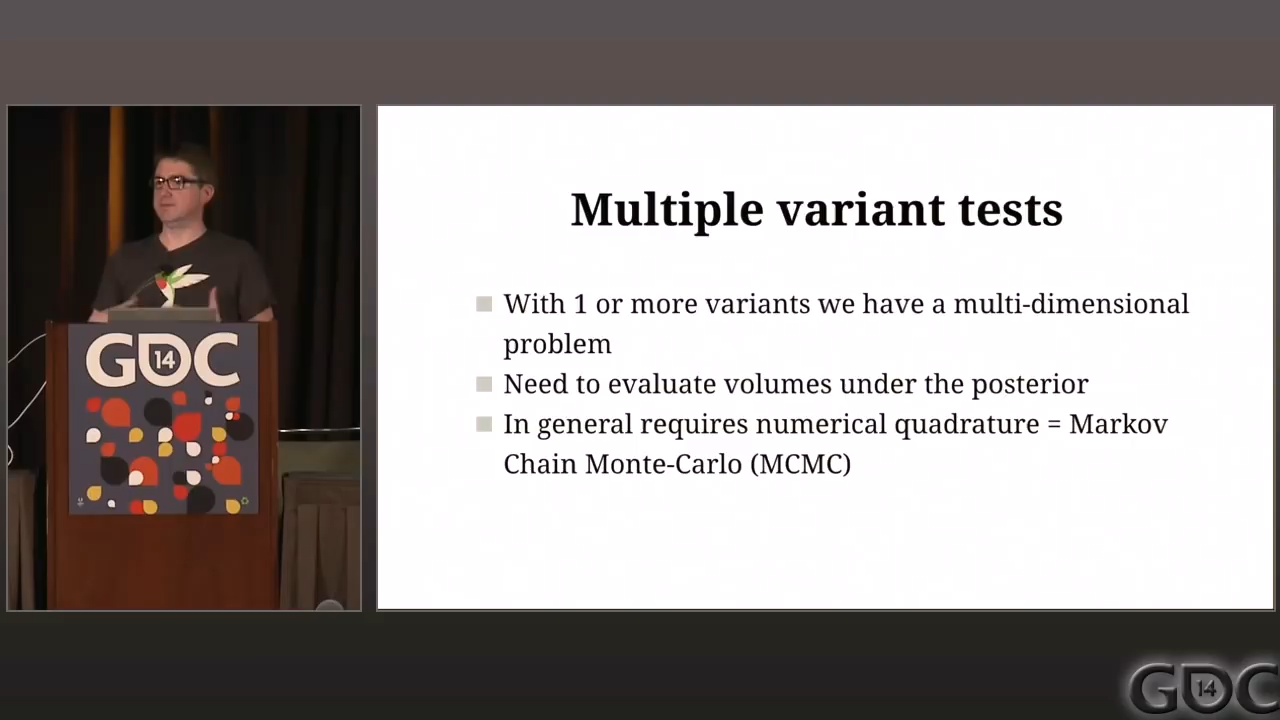 GDC
14
Multiple variant tests
With 1 or more variants we have a multi-dimensional
problem
Need to evaluate volumes under the posterior
In general requires numerical quadrature = Markov
Chain Monte-Carlo (MCMC)
GDC
14